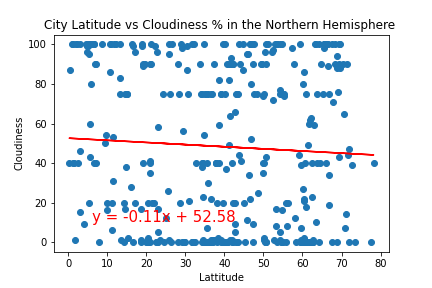 City Latitude vs Cloudiness % in the Northern Hemisphere
100
80
60
40
20
0
Cloudiness
y = -0.11x + 52.58
0 10 20 30 40 50 60 70 80
Lattitude